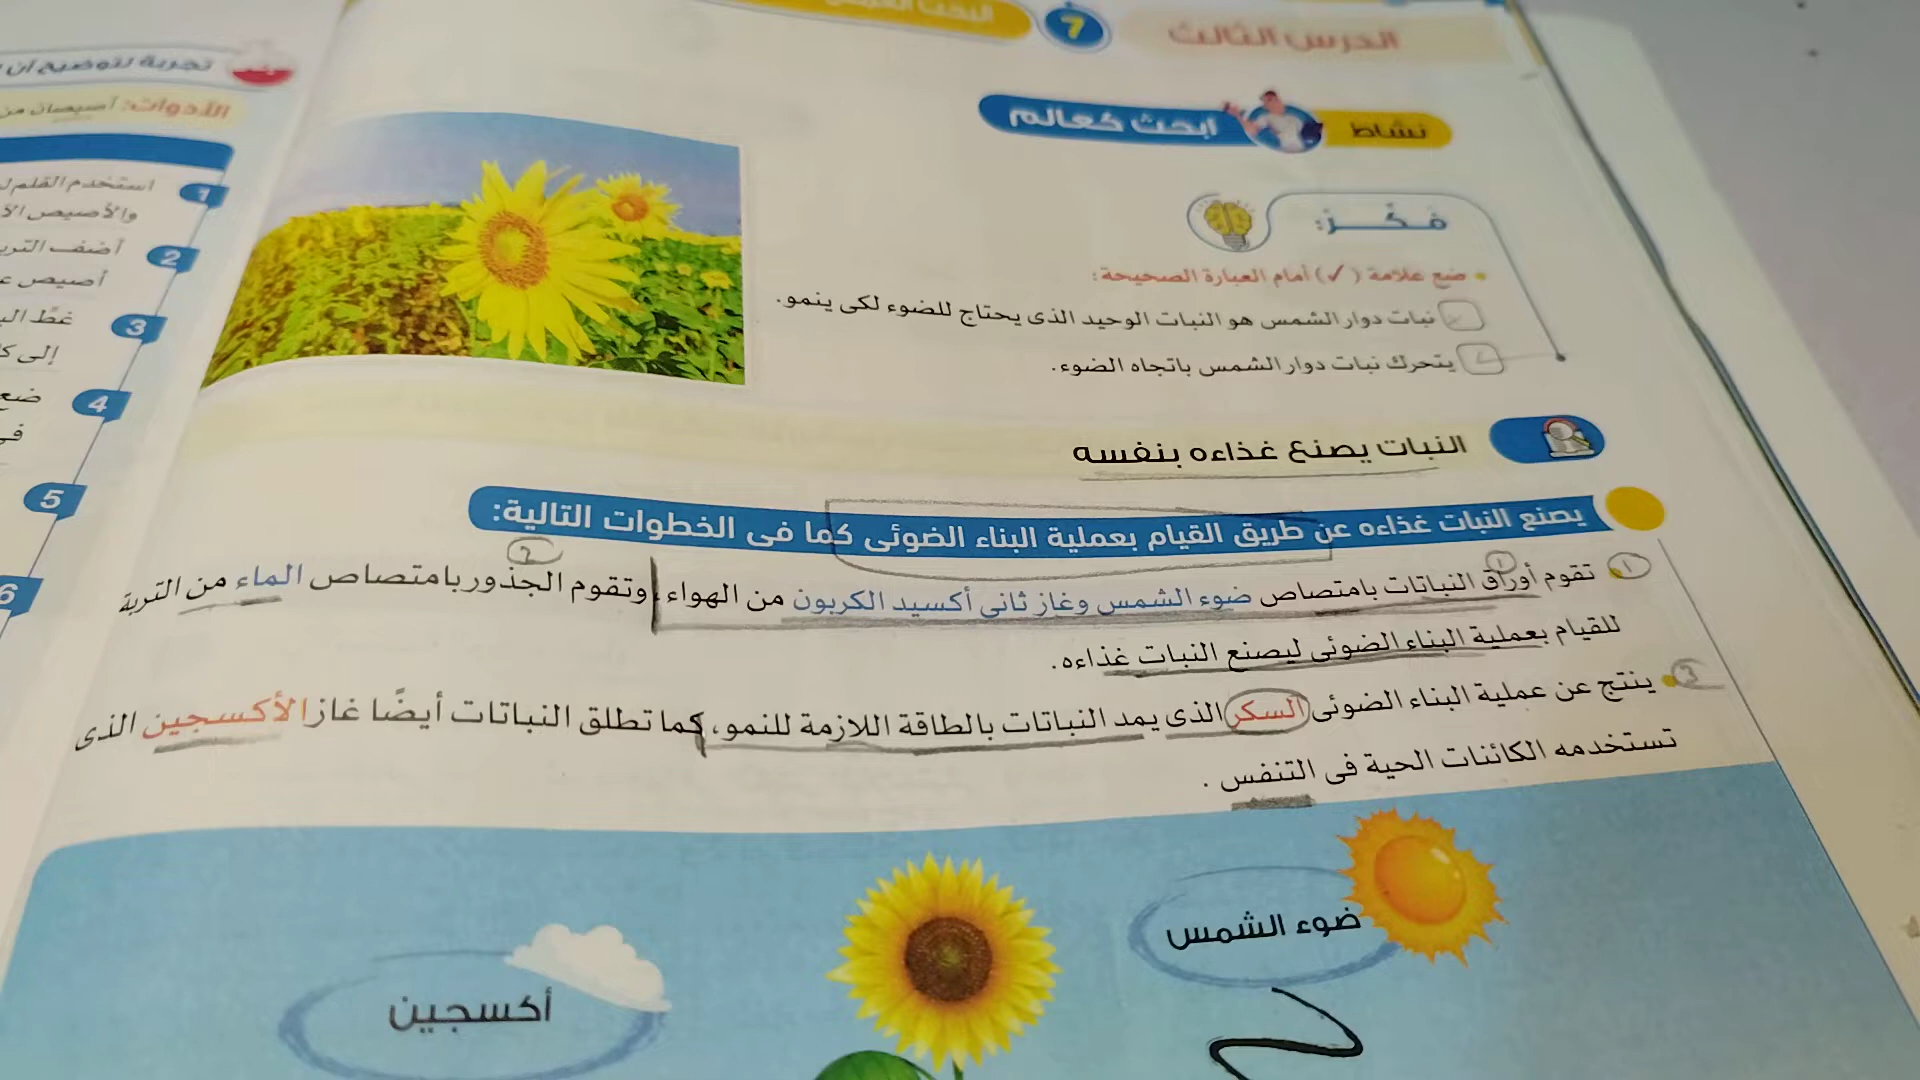 الدرس الثالث
7
نشاط
ابحث كعالم
فكر:
ضع علامة (✓) أمام العبارة الصحيحة:
نبات دوار الشمس هو النبات الوحيد الذى يحتاج للضوء لكى ينمو.
يتحرك نبات دوار الشمس باتجاه الضوء.
النبات يصنع غذاءه بنفسه
يصنع النبات غذاءه عن طريق القيام بعملية البناء الضوئى كما فى الخطوات التالية:
١ ١ ٢
تقوم أوراق النباتات بامتصاص ضوء الشمس وغاز ثانى أكسيد الكربون من الهواء، وتقوم الجذور بامتصاص الماء من التربة
للقيام بعملية البناء الضوئى ليصنع النبات غذاءه.
ينتج عن عملية البناء الضوئى السكر الذى يمد النباتات بالطاقة اللازمة للنمو، كما تطلق النباتات أيضًا غاز الأكسجين الذى
تستخدمه الكائنات الحية فى التنفس.
ضوء الشمس
أكسجين
تجربة لتوضيح أن
الأدوات: أصيصان من
1 استخدم القلم
والأصيص
2 أضف
أصيص
3 غطِّ
إلى
4 ضع
5
6